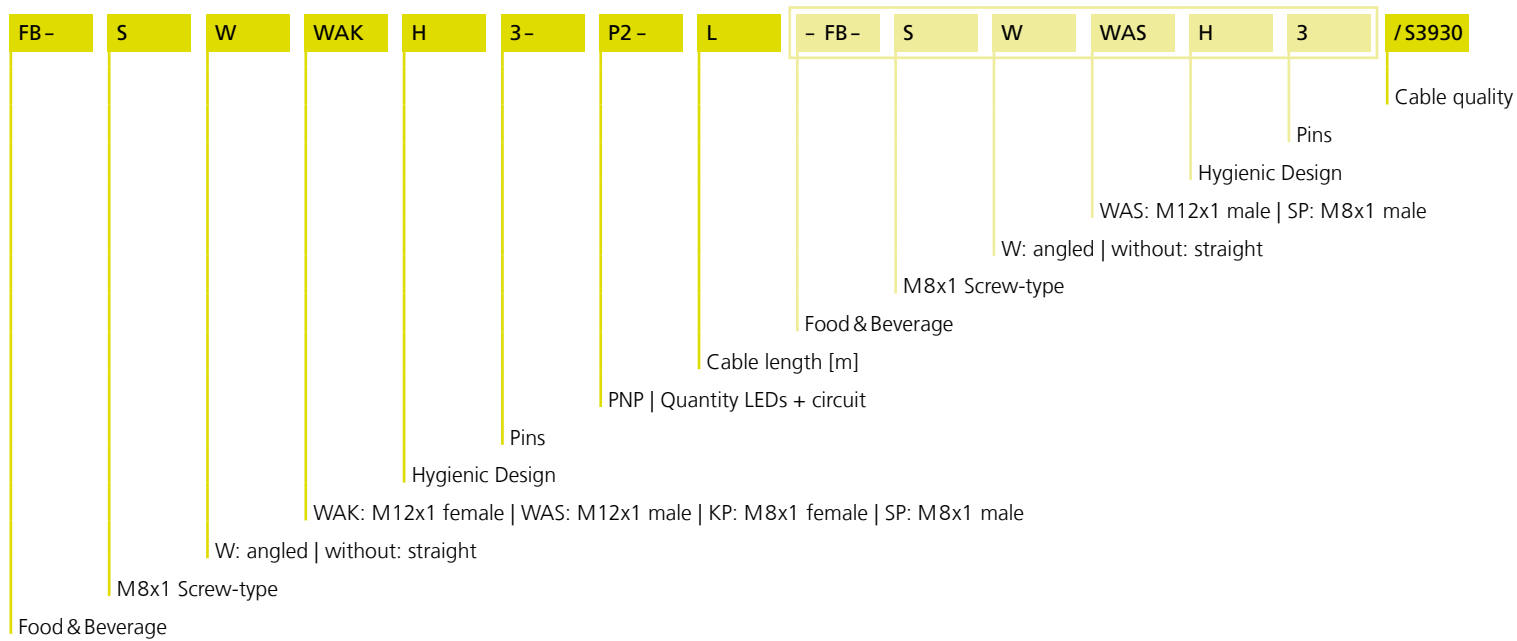 FB– S W WAK H 3– P2– L – FB– S W WAS H 3 / S3930
Cable quality
Pins
Hygienic Design
WAS: M12x1 male | SP: M8x1 male
W: angled | without: straight
M8x1 Screw-type
Food & Beverage
Cable length [m]
PNP | Quantity LEDs + circuit
Pins
Hygienic Design
WAK: M12x1 female | WAS: M12x1 male | KP: M8x1 female | SP: M8x1 male
W: angled | without: straight
M8x1 Screw-type
Food & Beverage